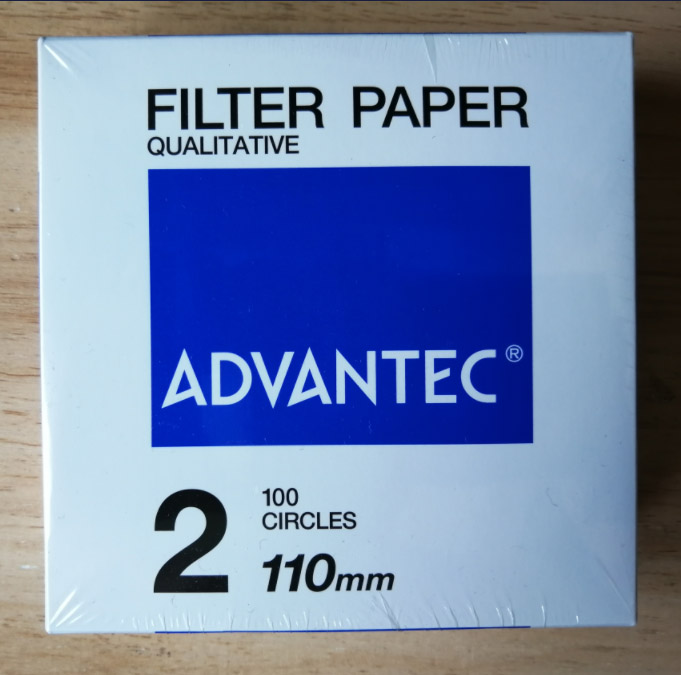 FILTER PAPER
QUALITATIVE
ADVANTEC®
2
100
CIRCLES
110mm